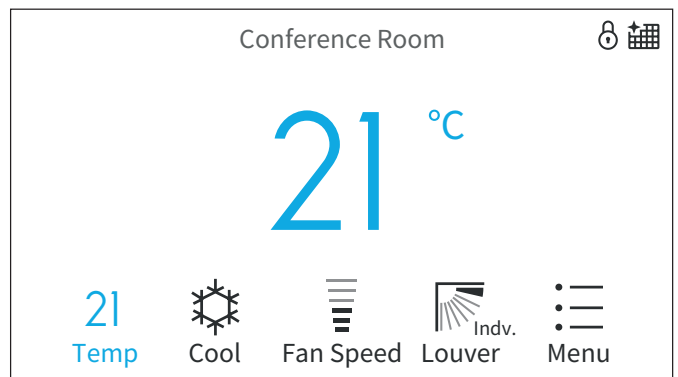 Conference Room
21 °C
21
Indv.
Temp Cool Fan Speed Louver Menu